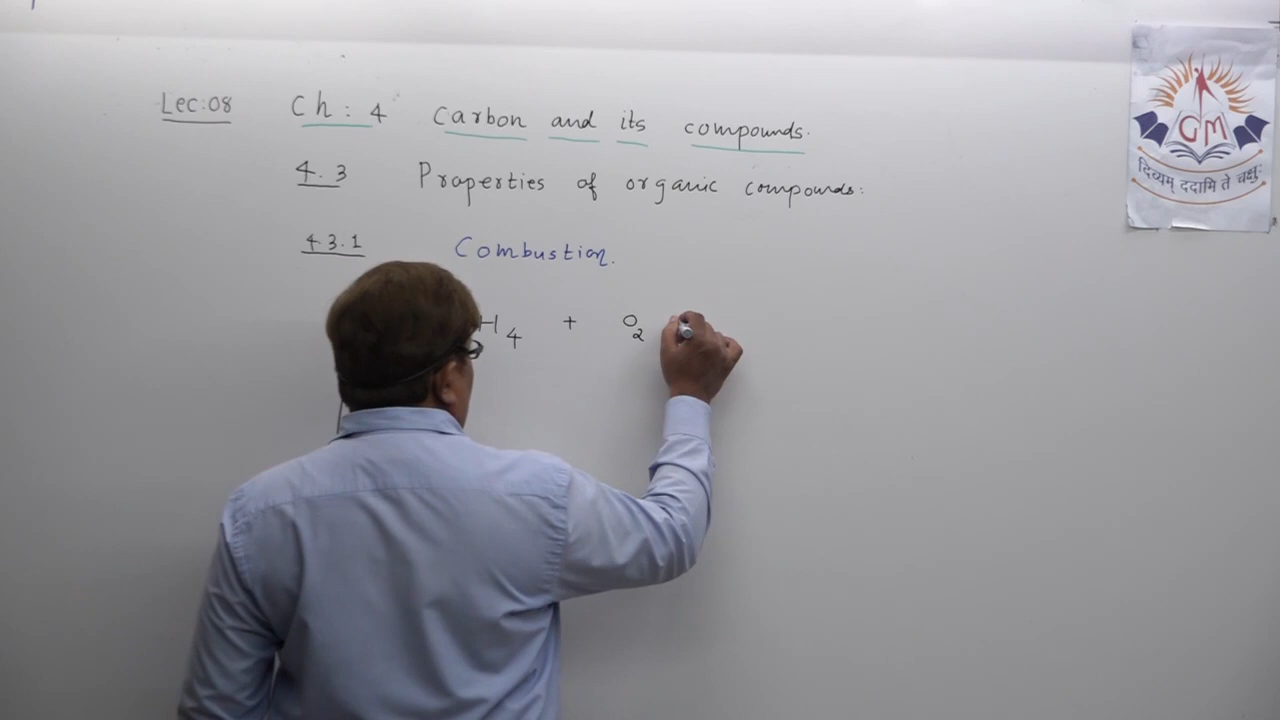 Lec:08 Ch: 4 Carbon and its compounds.
4.3 Properties of organic compounds:
4.3.1 Combustion.
H4 + O2
GM
दिव्यम् ददामि ते चक्षुः